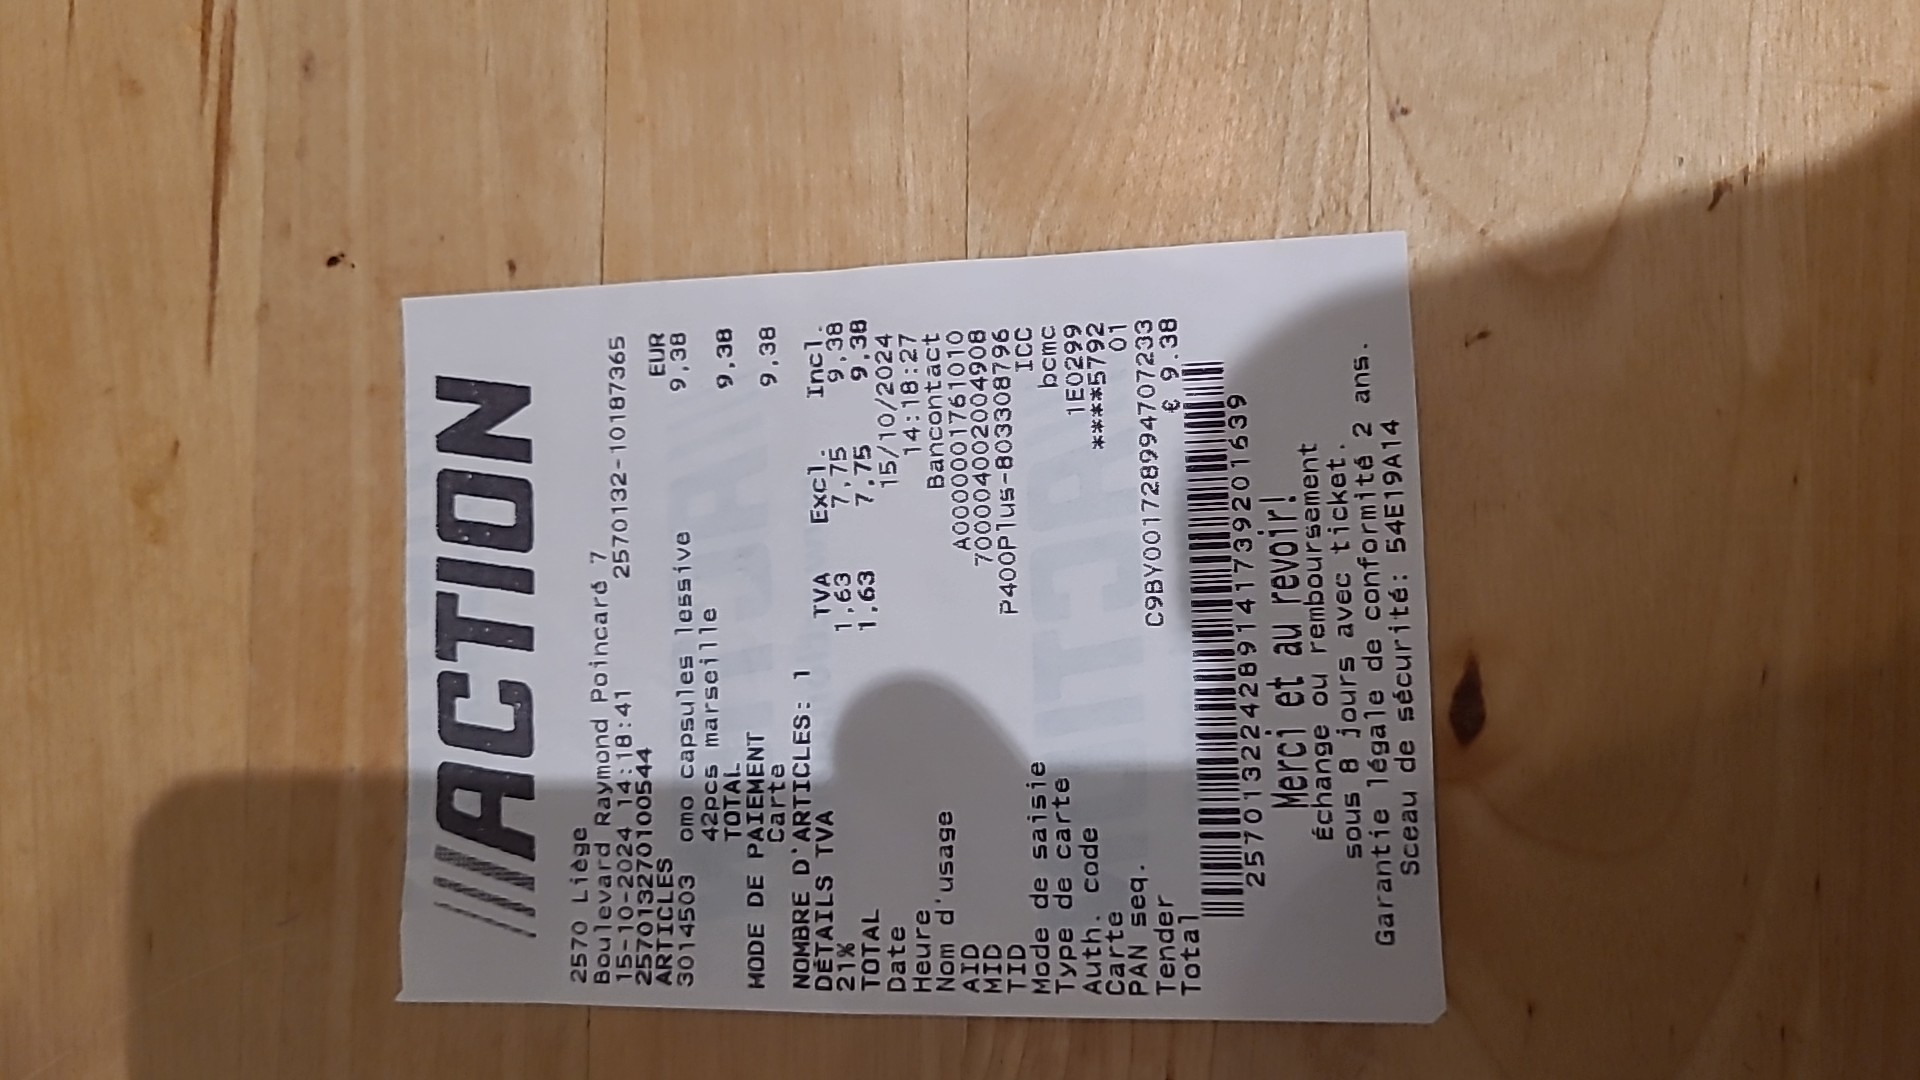 ///ACTION
2570 Liège
Boulevard Raymond Poincaré 7
15-10-2024 14:18:41 2570132-10187365
257013270100544
ARTICLES EUR
3014503 omo capsules lessive 9,38
42pcs marseille
TOTAL 9,38
MODE DE PAIEMENT
Carte 9,38
NOMBRE D'ARTICLES: 1
DÉTAILS TVA TVA Excl. Incl.
21% 1,63 7,75 9,38
TOTAL 1,63 7,75 9,38
Date 15/10/2024
Heure 14:18:27
Nom d'usage Bancontact
AID A0000001761010
MID 700004002004908
TID P400Plus-803308796
Mode de saisie ICC
Type de carte bcmc
Auth. code 1E0299
Carte ****5792
PAN seq. 01
Tender C9BY001728994707233
Total € 9.38
257013224289141739201639
Merci et au revoir!
Échange ou remboursement
sous 8 jours avec ticket.
Garantie légale de conformité 2 ans.
Sceau de sécurité: 54E19A14